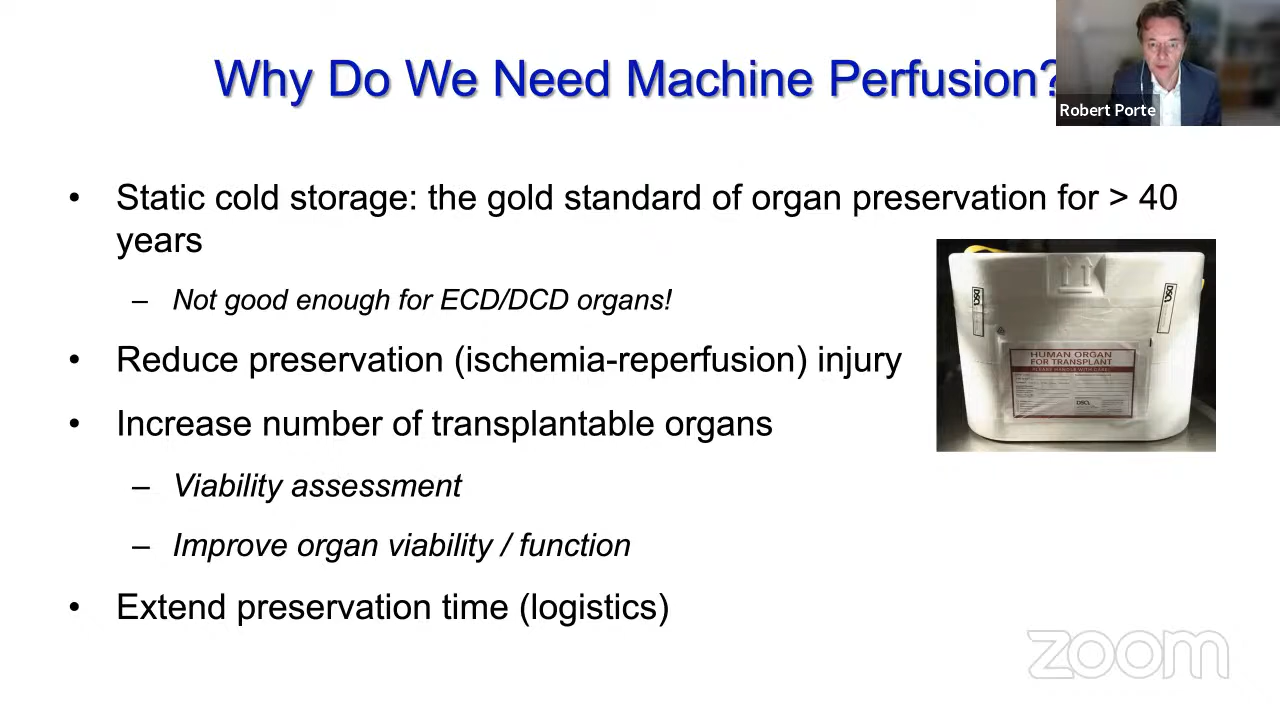 Why Do We Need Machine Perfusion?
Robert Porte
• Static cold storage: the gold standard of organ preservation for > 40
years
– Not good enough for ECD/DCD organs!
• Reduce preservation (ischemia-reperfusion) injury
HUMAN ORGAN
FOR TRANSPLANT
PLEASE HANDLE WITH CARE!
• Increase number of transplantable organs
– Viability assessment
– Improve organ viability / function
• Extend preservation time (logistics)
zoom